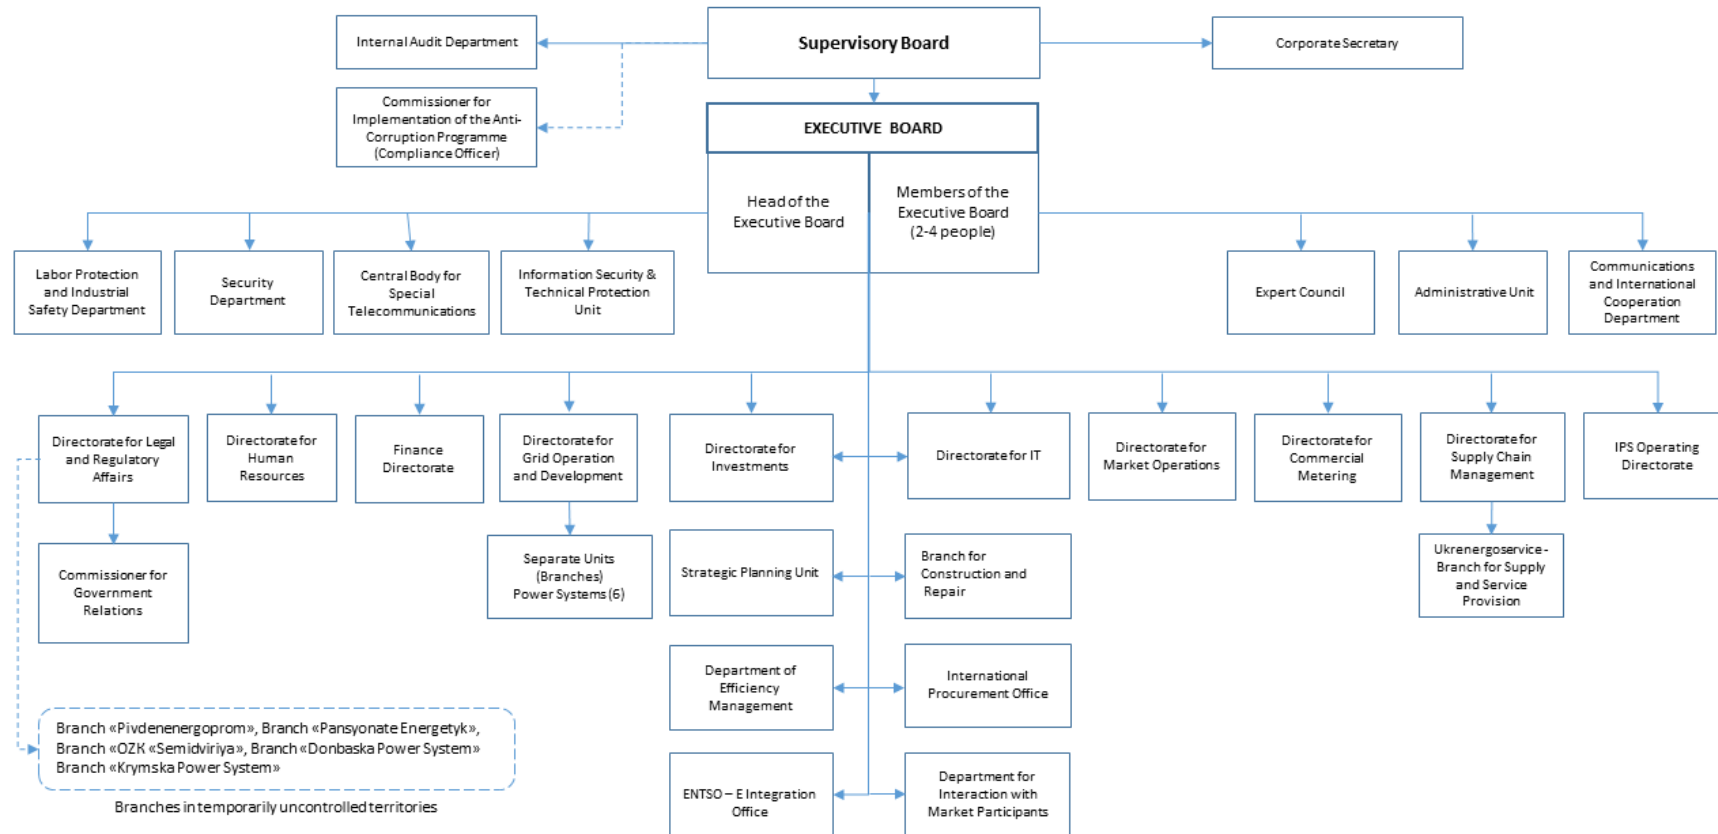 Internal Audit Department
Supervisory Board
Corporate Secretary
Commissioner for
Implementation of the Anti-
Corruption Programme
(Compliance Officer)
EXECUTIVE BOARD
Head of the
Executive Board
Members of the
Executive Board
(2-4 people)
Labor Protection
and Industrial
Safety Department
Security
Department
Central Body for
Special
Telecommunications
Information Security &
Technical Protection
Unit
Expert Council
Administrative Unit
Communications
and International
Cooperation
Department
Directorate for Legal
and Regulatory
Affairs
Directorate for
Human
Resources
Finance
Directorate
Directorate for
Grid Operation
and Development
Directorate for
Investments
Directorate for IT
Directorate for
Market Operations
Directorate for
Commercial
Metering
Directorate for
Supply Chain
Management
IPS Operating
Directorate
Commissioner for
Government
Relations
Separate Units
(Branches)
Power Systems (6)
Strategic Planning Unit
Branch for
Construction and
Repair
Ukrenergoservice -
Branch for Supply
and Service
Provision
Department of
Efficiency
Management
International
Procurement Office
Branch «Pivdenenergoprom», Branch «Pansyonate Energetyk»,
Branch «OZK «Semidviriya», Branch «Donbaska Power System»
Branch «Krymska Power System»
Branches in temporarily uncontrolled territories
ENTSO – E Integration
Office
Department for
Interaction with
Market Participants